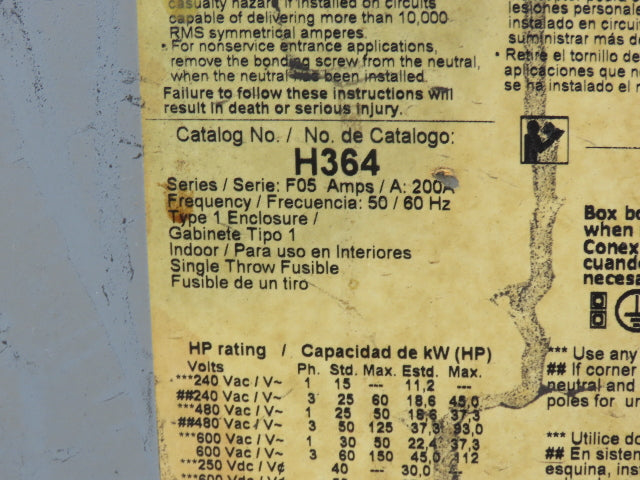 casualty hazard if installed on circuits
capable of delivering more than 10,000
RMS symmetrical amperes.
• For nonservice entrance applications,
remove the bonding screw from the neutral,
when the neutral has been installed.
Failure to follow these instructions will
result in death or serious injury.
lesiones personale
instalado en circui
suministrar más d
• Retire el tornillo de
aplicaciones que n
se ha instalado el n
Catalog No. / No. de Catalogo:
H364
Series / Serie: F05 Amps / A: 200A
Frequency / Frecuencia: 50 / 60 Hz
Type 1 Enclosure /
Gabinete Tipo 1
Indoor / Para uso en Interiores
Single Throw Fusible
Fusible de un tiro
HP rating / Capacidad de kW (HP)
Volts Ph. Std. Max. Estd. Max.
***240 Vac / V~ 1 15 --- 11,2 ---
##240 Vac / V~ 3 25 60 18,6 45,0
***480 Vac / V~ 1 25 50 18,6 37,3
##480 Vac / V~ 3 50 125 37,3 93,0
***600 Vac / V~ 1 30 50 22,4 37,3
600 Vac / V~ 3 60 150 45,0 112
***250 Vdc / V¢ 40 --- 30,0 ---
***600 Vdc
Box bo
when
Conex
cuando
necesa
*** Use any
## If corner
neutral and
poles for un
*** Utilice do
## En sisten
esquina, inst